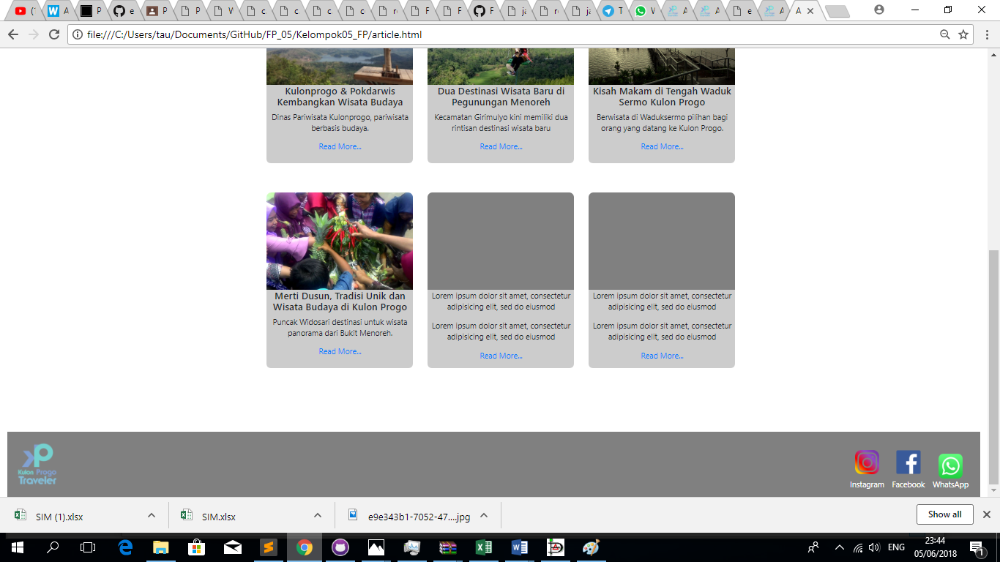 file:///C:/Users/tau/Documents/GitHub/FP_05/Kelompok05_FP/article.html
Kulonprogo & Pokdarwis
Kembangkan Wisata Budaya
Dinas Pariwisata Kulonprogo, pariwisata
berbasis budaya.
Read More...
Dua Destinasi Wisata Baru di
Pegunungan Menoreh
Kecamatan Girimulyo kini memiliki dua
rintisan destinasi wisata baru
Read More...
Kisah Makam di Tengah Waduk
Sermo Kulon Progo
Berwisata di Waduksermo pilihan bagi
orang yang datang ke Kulon Progo.
Read More...
Merti Dusun, Tradisi Unik dan
Wisata Budaya di Kulon Progo
Puncak Widosari destinasi untuk wisata
panorama dari Bukit Menoreh.
Read More...
Lorem ipsum dolor sit amet, consectetur
adipisicing elit, sed do eiusmod
Lorem ipsum dolor sit amet, consectetur
adipisicing elit, sed do eiusmod
Read More...
Lorem ipsum dolor sit amet, consectetur
adipisicing elit, sed do eiusmod
Lorem ipsum dolor sit amet, consectetur
adipisicing elit, sed do eiusmod
Read More...
Kulon Progo
Traveler
Instagram
Facebook
WhatsApp
SIM (1).xlsx
SIM.xlsx
e9e343b1-7052-47....jpg
Show all
ENG
23:44
05/06/2018
1